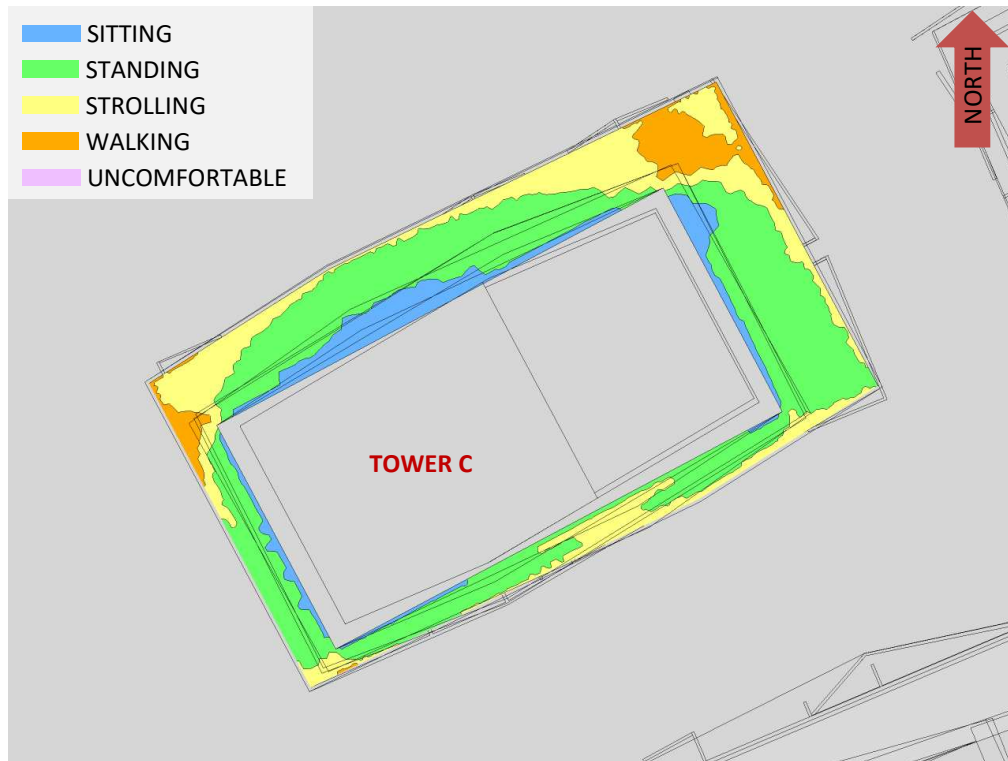 SITTING
STANDING
STROLLING
WALKING
UNCOMFORTABLE
NORTH
TOWER C